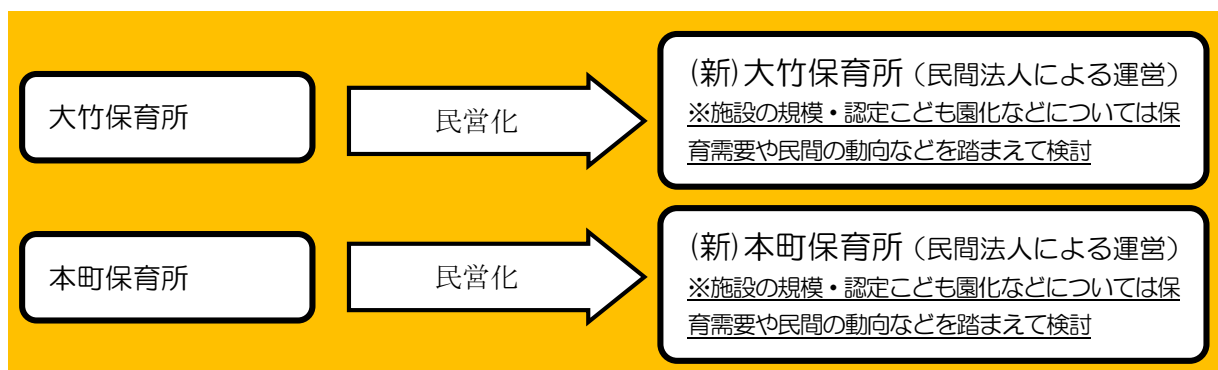 大竹保育所
民営化
(新)大竹保育所（民間法人による運営）
※施設の規模・認定こども園化などについては保
育需要や民間の動向などを踏まえて検討
本町保育所
民営化
(新)本町保育所（民間法人による運営）
※施設の規模・認定こども園化などについては保
育需要や民間の動向などを踏まえて検討